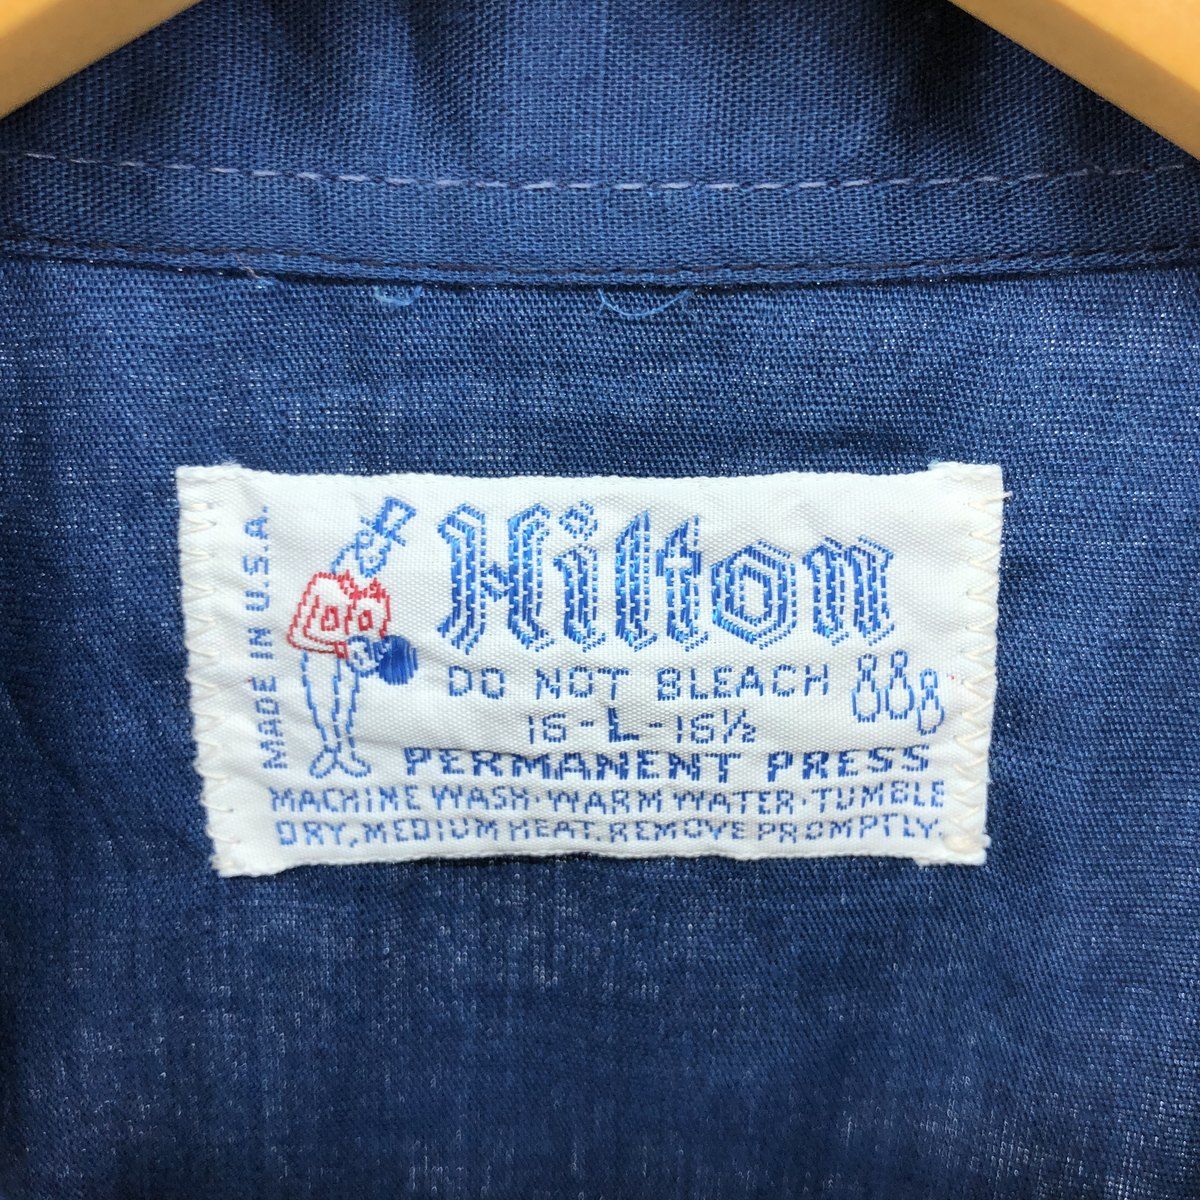 MADE IN U.S.A.
Hilton
DO NOT BLEACH
16-L-16½
PERMANENT PRESS
MACHINE WASH·WARM WATER·TUMBLE
DRY, MEDIUM HEAT. REMOVE PROMPTLY.